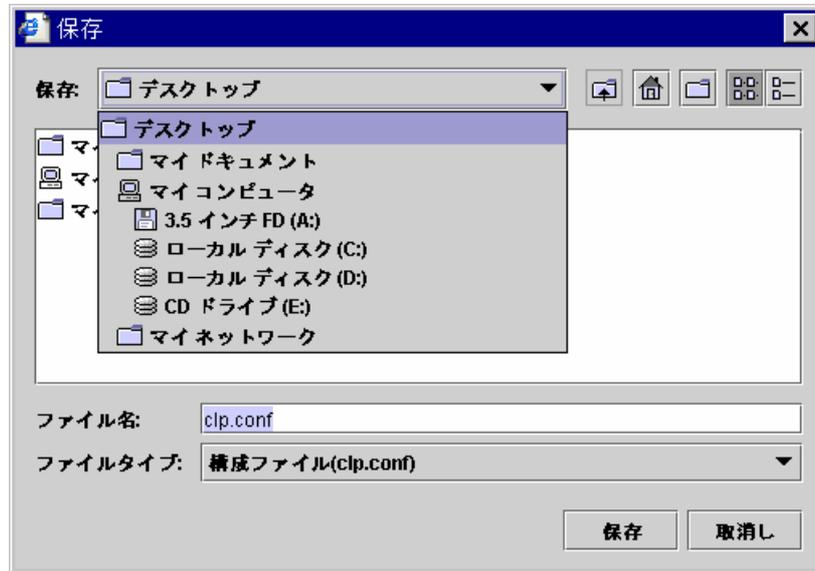 保存
保存: デスクトップ
デスクトップ
マイ ドキュメント
マイ コンピュータ
3.5 インチ FD (A:)
ローカル ディスク (C:)
ローカル ディスク (D:)
CD ドライブ (E:)
マイ ネットワーク
マ
マ
マ
ファイル名: clp.conf
ファイルタイプ: 構成ファイル(clp.conf)
保存 取消し